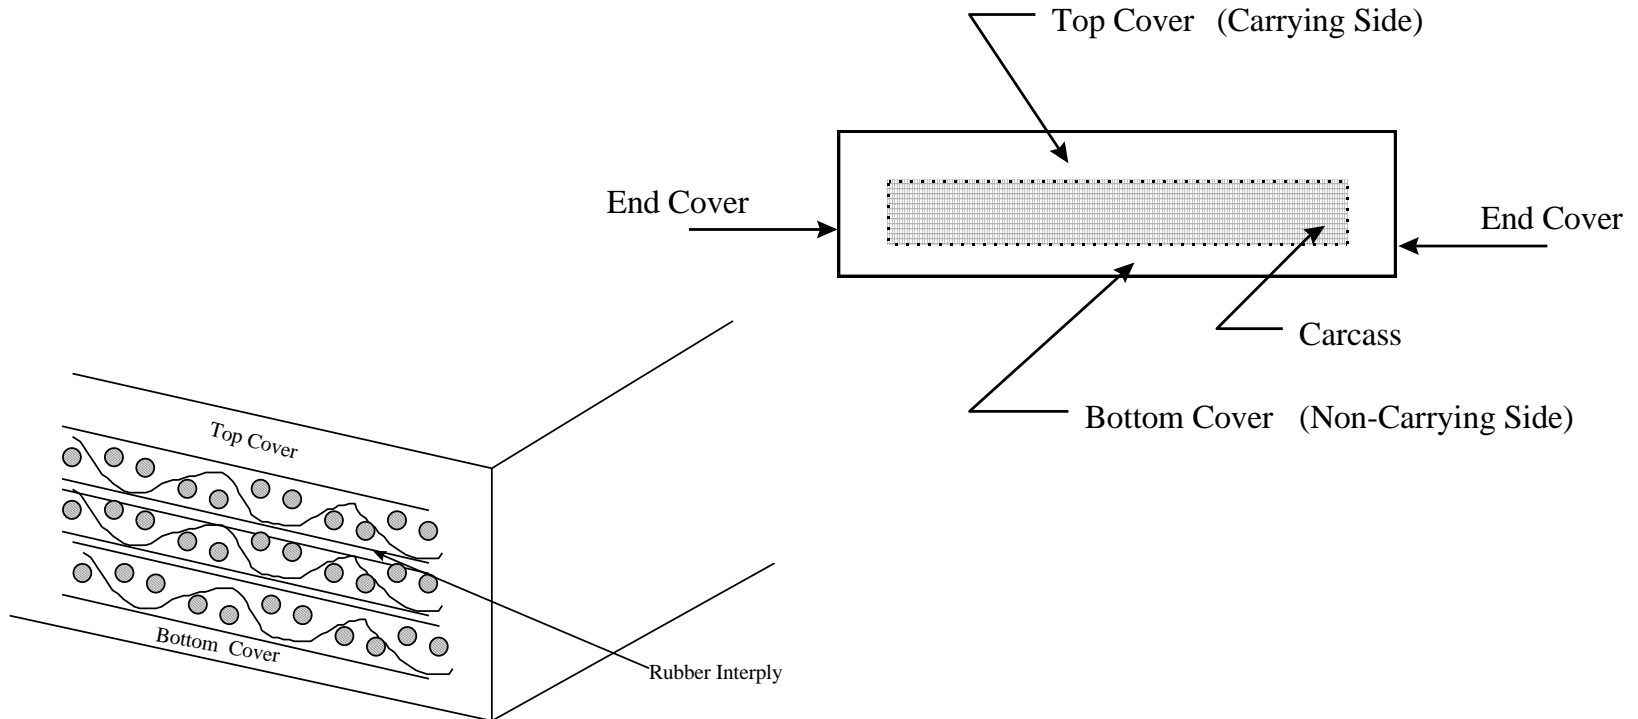 Top Cover (Carrying Side)
End Cover
End Cover
Carcass
Bottom Cover (Non-Carrying Side)
Top Cover
Bottom Cover
Rubber Interply